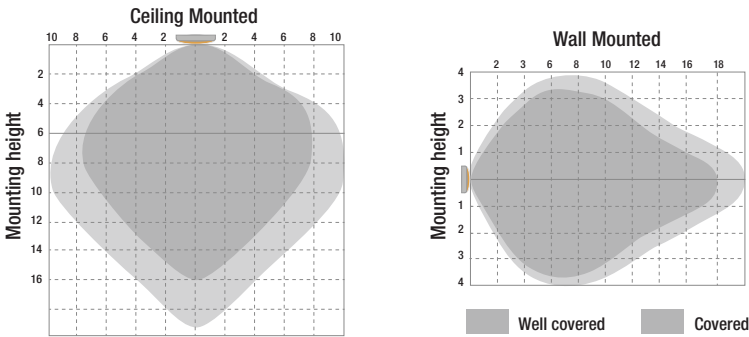 Ceiling Mounted
10 8 6 4 2 2 4 6 8 10
Mounting height
2
4
6
8
10
12
14
16
Wall Mounted
2 3 6 8 10 12 14 16 18
Mounting height
4
3
2
1
1
2
3
4
Well covered
Covered